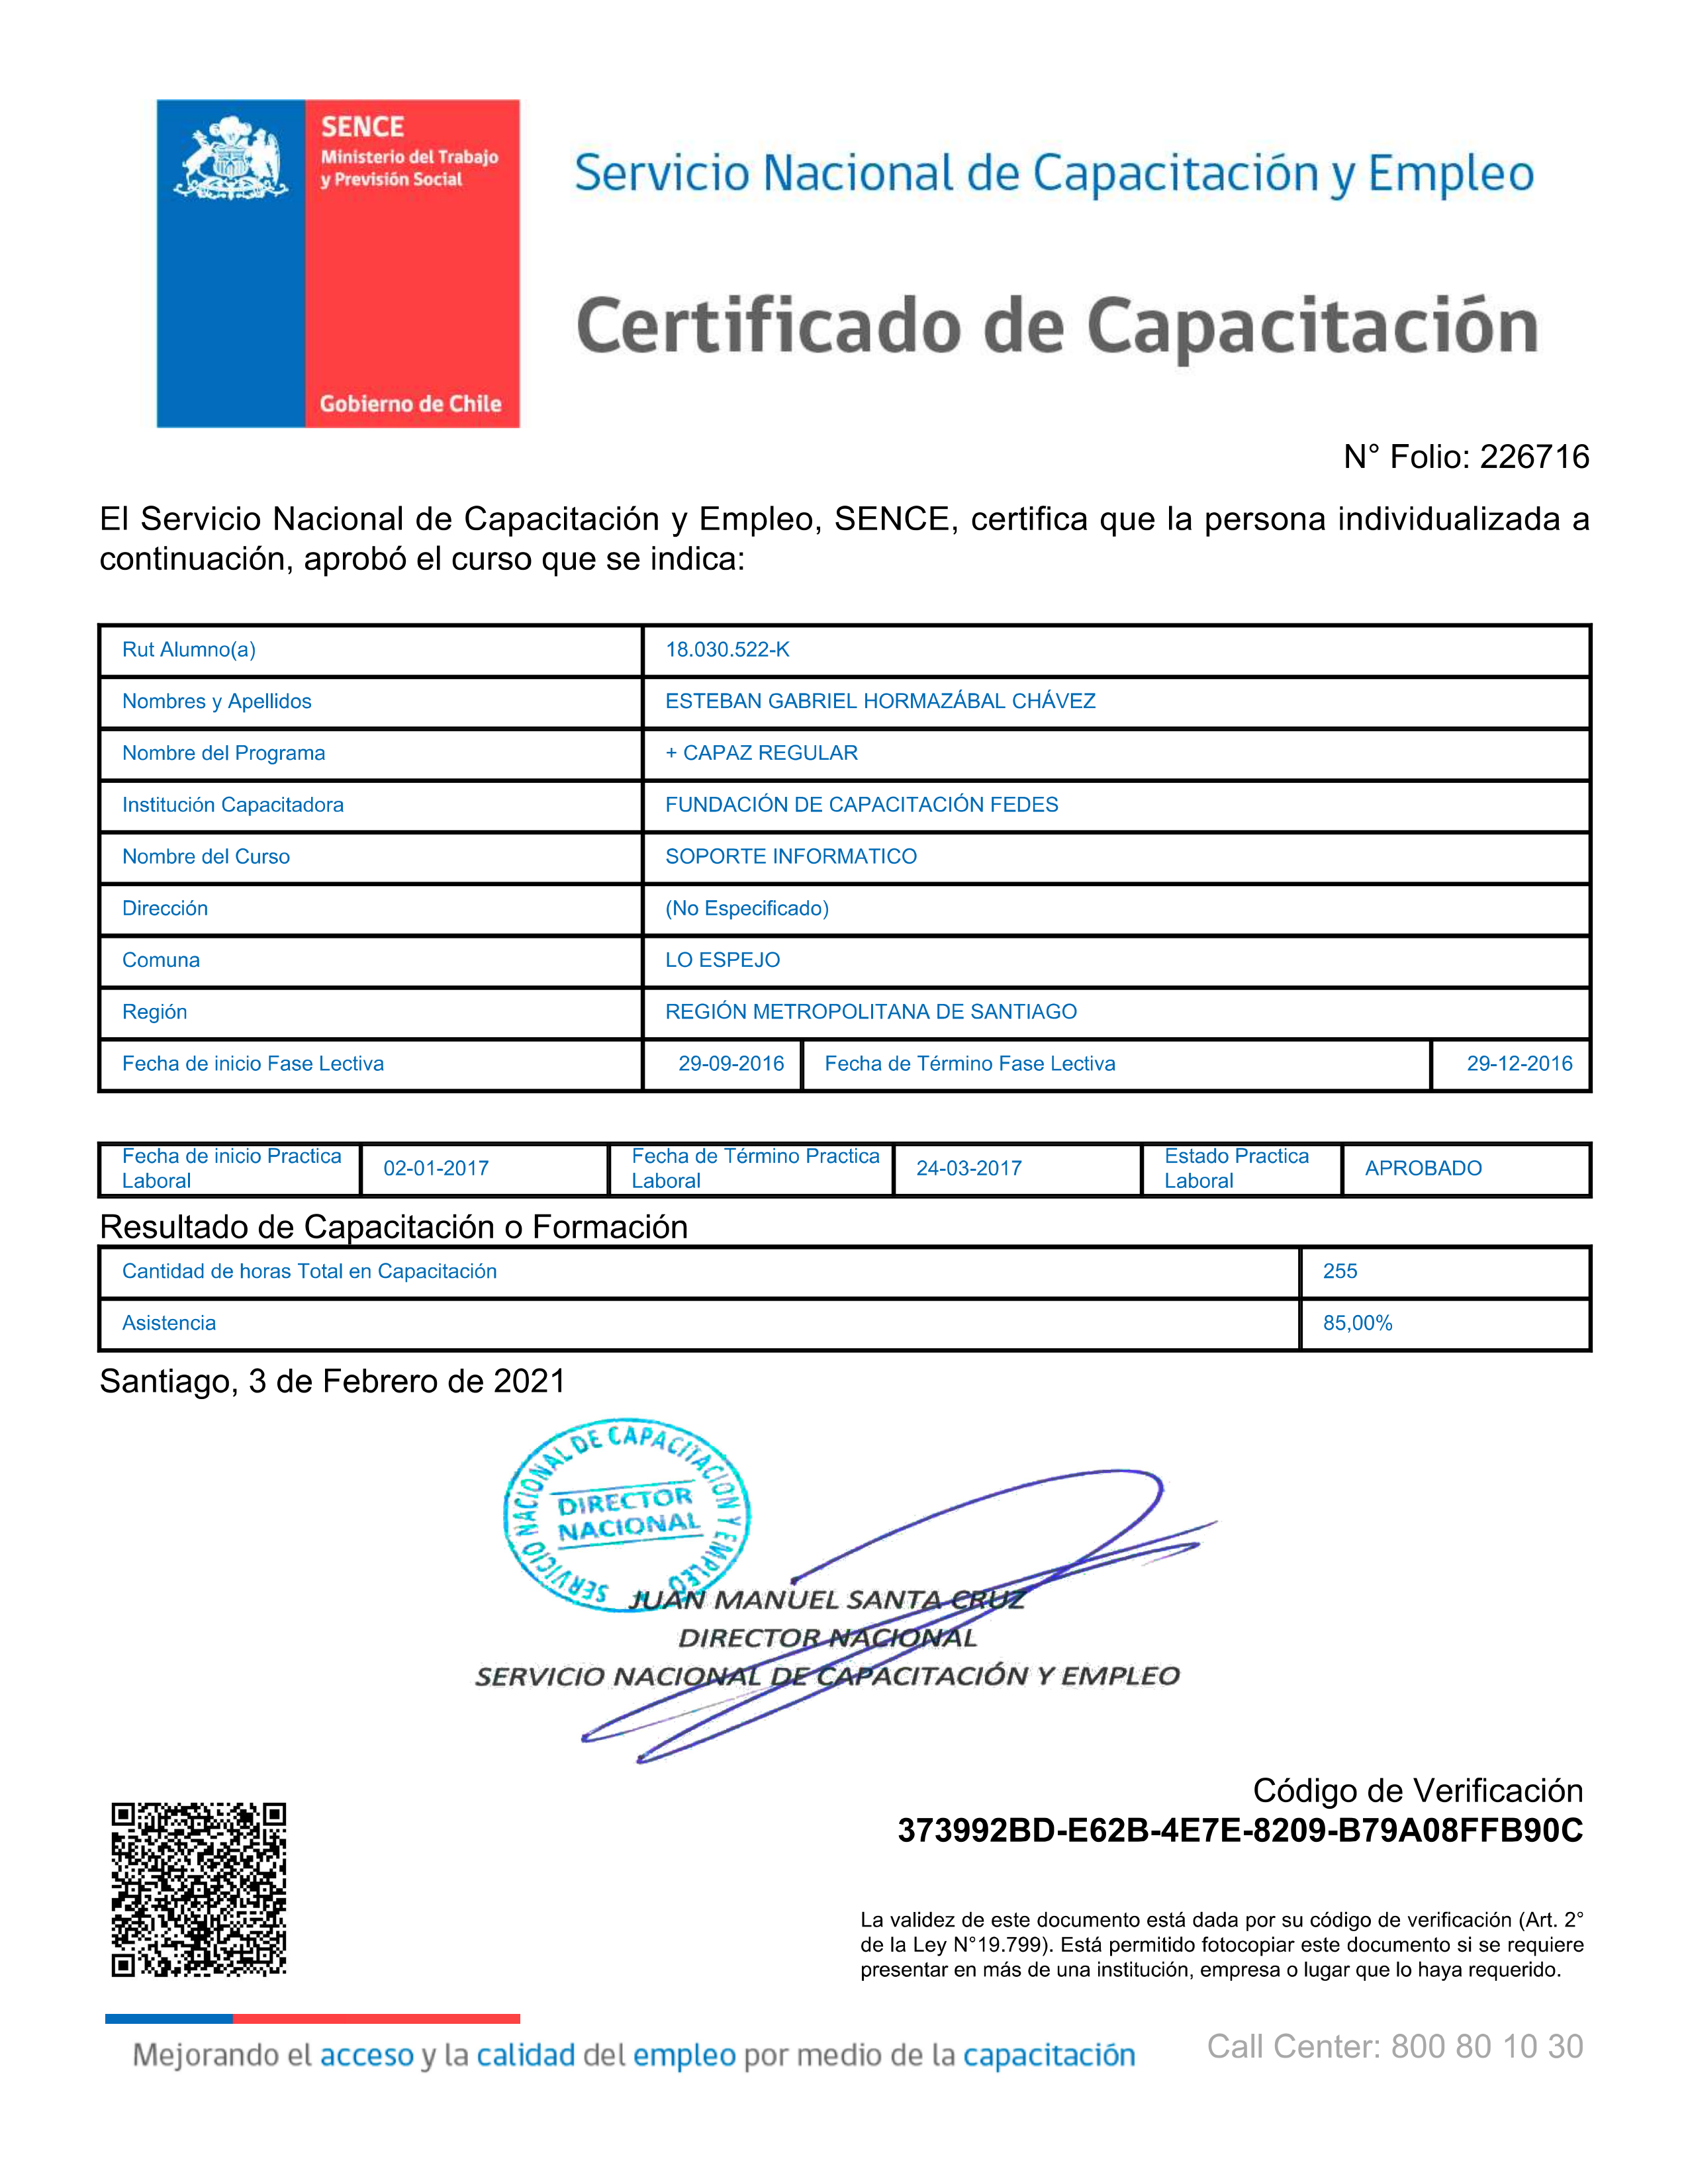 SENCE
Ministerio del Trabajo
y Previsión Social
Gobierno de Chile
Servicio Nacional de Capacitación y Empleo
Certificado de Capacitación
N° Folio: 226716
El Servicio Nacional de Capacitación y Empleo, SENCE, certifica que la persona individualizada a
continuación, aprobó el curso que se indica:
Rut Alumno(a) 18.030.522-K
Nombres y Apellidos ESTEBAN GABRIEL HORMAZÁBAL CHÁVEZ
Nombre del Programa + CAPAZ REGULAR
Institución Capacitadora FUNDACIÓN DE CAPACITACIÓN FEDES
Nombre del Curso SOPORTE INFORMATICO
Dirección (No Especificado)
Comuna LO ESPEJO
Región REGIÓN METROPOLITANA DE SANTIAGO
Fecha de inicio Fase Lectiva 29-09-2016 Fecha de Término Fase Lectiva 29-12-2016
Fecha de inicio Practica
Laboral
02-01-2017
Fecha de Término Practica
Laboral
24-03-2017
Estado Practica
Laboral
APROBADO
Resultado de Capacitación o Formación
Cantidad de horas Total en Capacitación 255
Asistencia 85,00%
Santiago, 3 de Febrero de 2021
SERVICIO NACIONAL DE CAPACITACION Y EMPLEO
DIRECTOR
NACIONAL
JUAN MANUEL SANTA CRUZ
DIRECTOR NACIONAL
SERVICIO NACIONAL DE CAPACITACIÓN Y EMPLEO
Código de Verificación
373992BD-E62B-4E7E-8209-B79A08FFB90C
La validez de este documento está dada por su código de verificación (Art. 2°
de la Ley N°19.799). Está permitido fotocopiar este documento si se requiere
presentar en más de una institución, empresa o lugar que lo haya requerido.
Mejorando el acceso y la calidad del empleo por medio de la capacitación
Call Center: 800 80 10 30